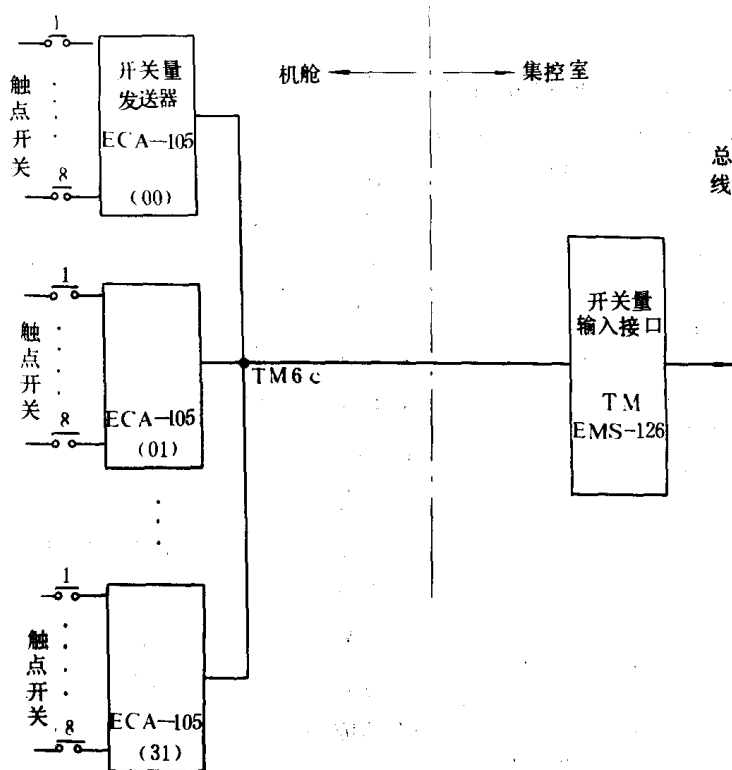 1
触点开关
8
开关量
发送器
ECA-105
(00)
机舱
集控室
总线
1
触点开关
8
ECA-105
(01)
TM6c
开关量
输入接口
TM
EMS-126
1
触点开关
8
ECA-105
(31)